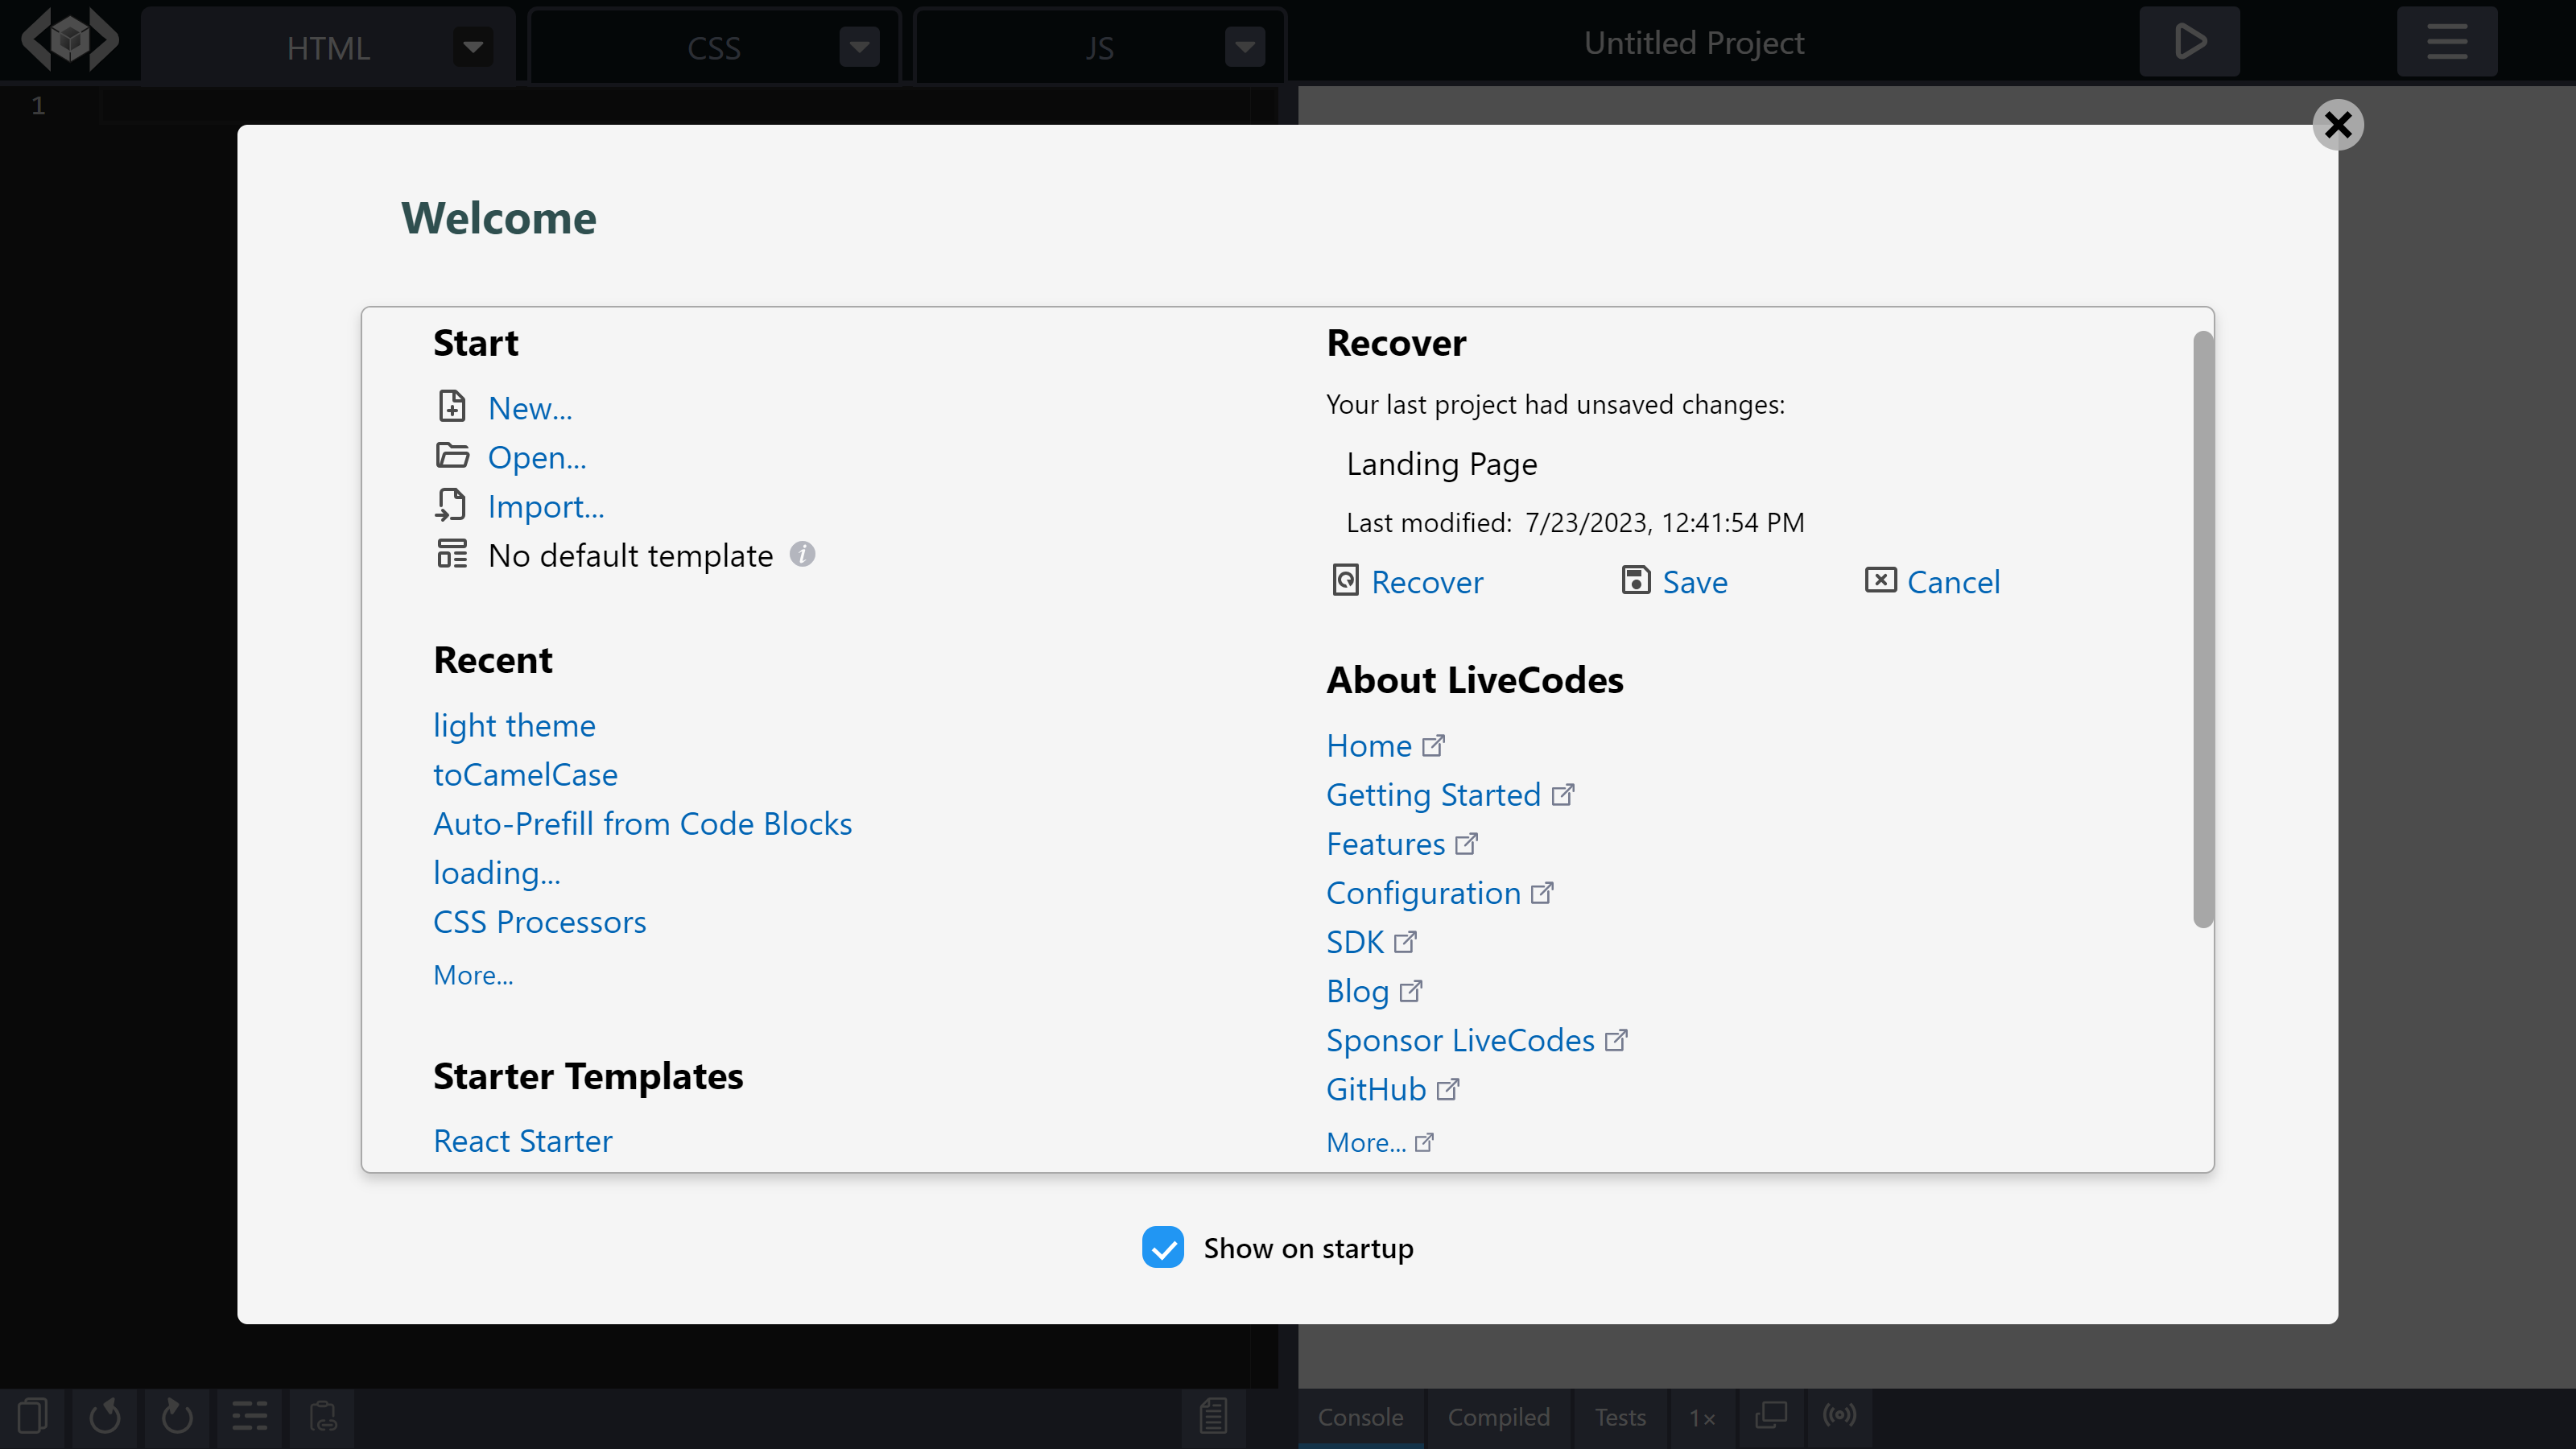 HTML
CSS
JS
Untitled Project
1
Welcome
Start
New...
Open...
Import...
No default template
Recent
light theme
toCamelCase
Auto-Prefill from Code Blocks
loading...
CSS Processors
More...
Starter Templates
React Starter
Recover
Your last project had unsaved changes:
Landing Page
Last modified: 7/23/2023, 12:41:54 PM
Recover Save Cancel
About LiveCodes
Home
Getting Started
Features
Configuration
SDK
Blog
Sponsor LiveCodes
GitHub
More...
Show on startup
Console
Compiled
Tests
1×